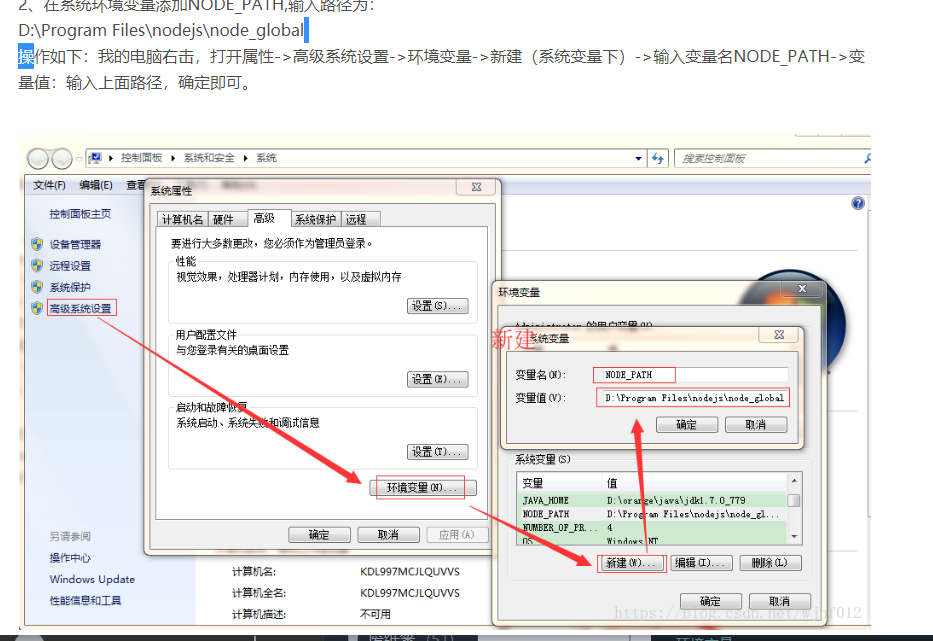 2、在系统环境变量添加NODE_PATH,输入路径为：
D:\Program Files\nodejs\node_global
操作如下：我的电脑右击，打开属性->高级系统设置->环境变量->新建（系统变量下）->输入变量名NODE_PATH->变
量值：输入上面路径，确定即可。
控制面板 系统和安全 系统
搜索控制面板
文件(F) 编辑(E) 查看
控制面板主页
设备管理器
远程设置
系统保护
高级系统设置
系统属性
计算机名 硬件 高级 系统保护 远程
要进行大多数更改，您必须作为管理员登录。
性能
视觉效果，处理器计划，内存使用，以及虚拟内存
设置(S)...
用户配置文件
与您登录有关的桌面设置
设置(E)...
启动和故障恢复
系统启动、系统失败和调试信息
设置(T)...
环境变量(N)...
确定 取消 应用(A)
环境变量
Administrator 的用户变量(U)
新建
系统变量
变量名(N): NODE_PATH
变量值(V): D:\Program Files\nodejs\node_global
确定 取消
系统变量(S)
变量 值
JAVA_HOME D:\orange\java\jdk1.7.0_779
NODE_PATH D:\Program Files\nodejs\node_gl...
NUMBER_OF_PR... 4
OS Windows_NT
新建(W)... 编辑(I)... 删除(L)
确定 取消
另请参阅
操作中心
Windows Update
性能信息和工具
计算机名: KDL997MCJLQUVVS
计算机全名: KDL997MCJLQUVVS
计算机描述: 不可用